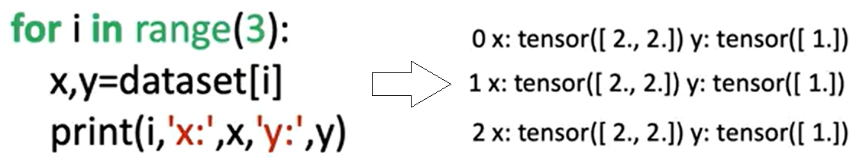 for i in range(3):
x,y=dataset[i]
print(i,'x:',x,'y:',y)
0 x: tensor([ 2., 2.]) y: tensor([ 1.])
1 x: tensor([ 2., 2.]) y: tensor([ 1.])
2 x: tensor([ 2., 2.]) y: tensor([ 1.])